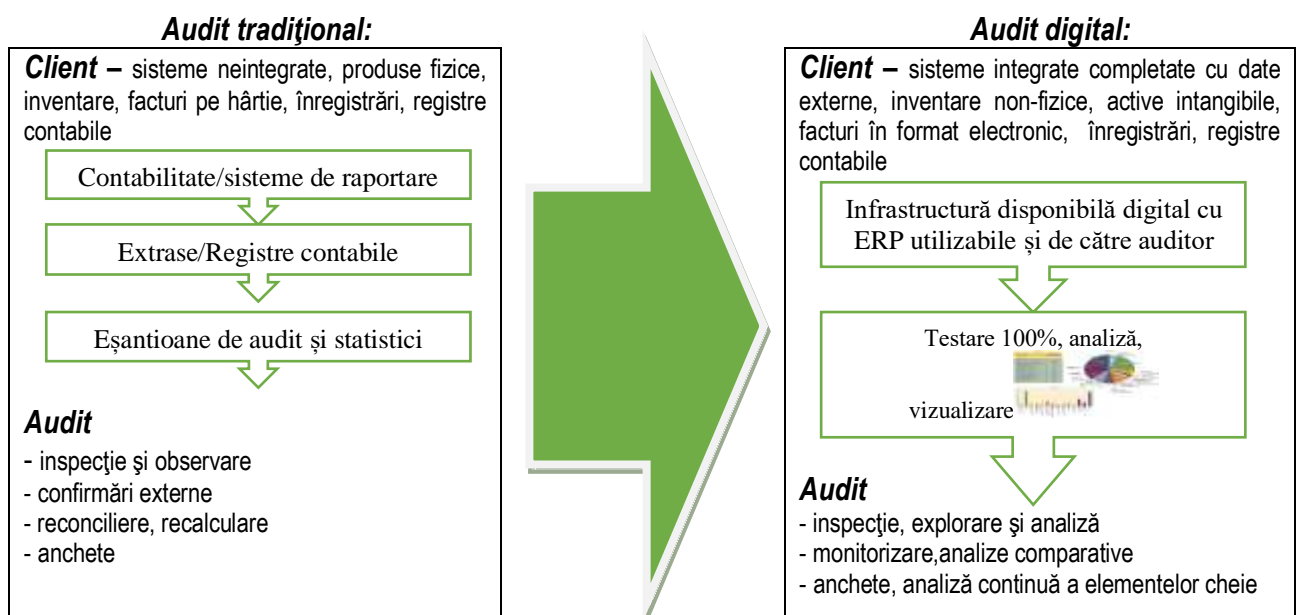 Audit tradiţional:
Client – sisteme neintegrate, produse fizice,
inventare, facturi pe hârtie, înregistrări, registre
contabile
Contabilitate/sisteme de raportare
Extrase/Registre contabile
Eșantioane de audit și statistici
Audit
- inspecţie şi observare
- confirmări externe
- reconciliere, recalculare
- anchete
Audit digital:
Client – sisteme integrate completate cu date
externe, inventare non-fizice, active intangibile,
facturi în format electronic, înregistrări, registre
contabile
Infrastructură disponibilă digital cu
ERP utilizabile și de către auditor
Testare 100%, analiză,
vizualizare
Audit
- inspecţie, explorare şi analiză
- monitorizare,analize comparative
- anchete, analiză continuă a elementelor cheie